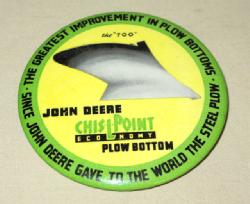 THE GREATEST IMPROVEMENT IN PLOW BOTTOMS
· SINCE JOHN DEERE GAVE TO THE WORLD THE STEEL PLOW ·
the "TOO"
JOHN DEERE
CHISLPOINT
ECONOMY
PLOW BOTTOM